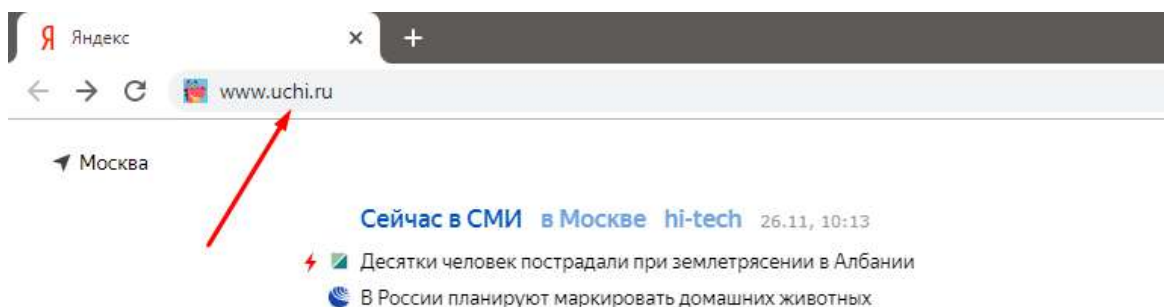 Я Яндекс
www.uchi.ru
Москва
Сейчас в СМИ в Москве hi-tech 26.11, 10:13
Десятки человек пострадали при землетрясении в Албании
В России планируют маркировать домашних животных